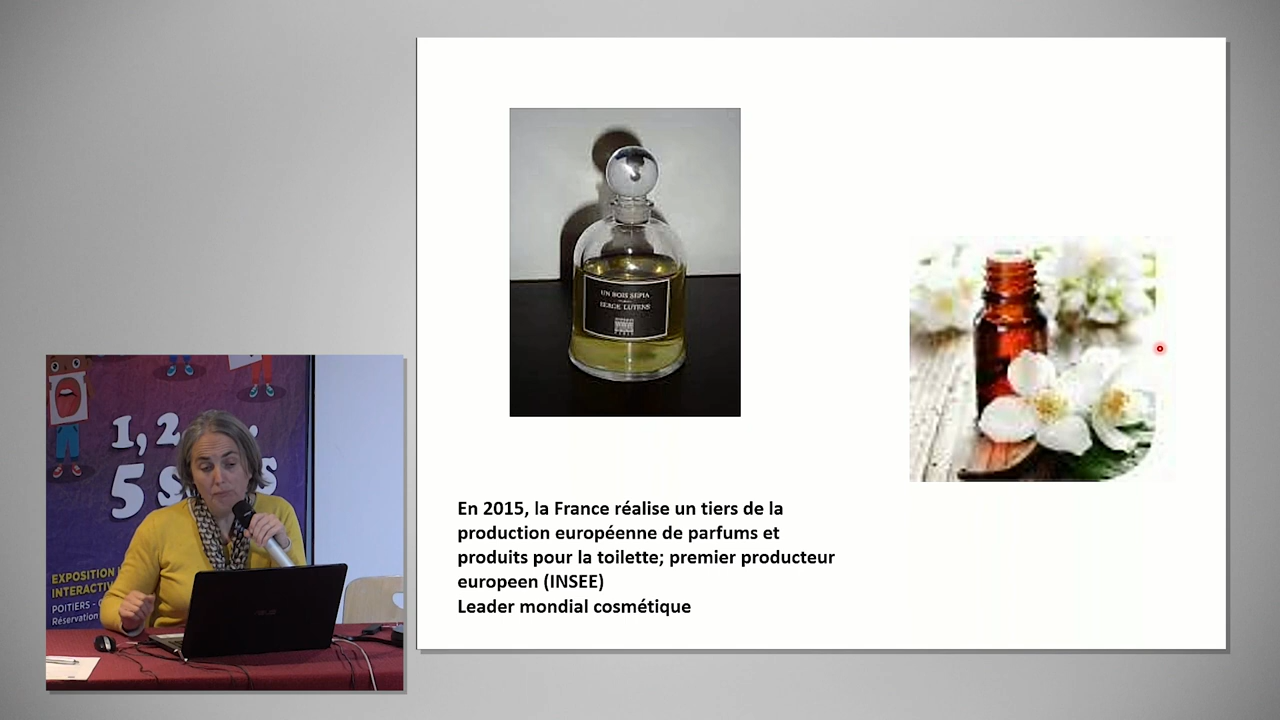 UN BOIS SEPIA
SERGE LUTENS
1, 2,
5 S
EXPOSITION
INTERACTIV
POITIERS -
Réservation
En 2015, la France réalise un tiers de la
production européenne de parfums et
produits pour la toilette; premier producteur
europeen (INSEE)
Leader mondial cosmétique